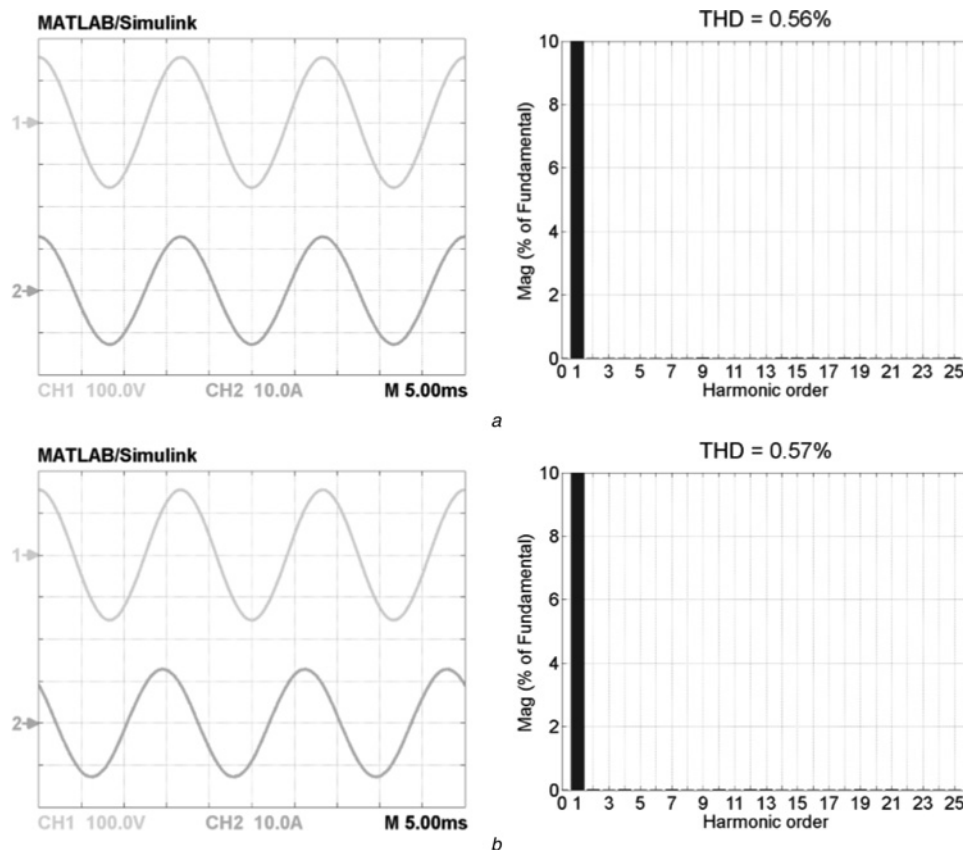 MATLAB/Simulink
1
2
CH1 100.0V CH2 10.0A M 5.00ms
THD = 0.56%
Mag (% of Fundamental)
10
8
6
4
2
0
0 1 3 5 7 9 11 13 15 17 19 21 23 25
Harmonic order
a
MATLAB/Simulink
1
2
CH1 100.0V CH2 10.0A M 5.00ms
THD = 0.57%
Mag (% of Fundamental)
10
8
6
4
2
0
0 1 3 5 7 9 11 13 15 17 19 21 23 25
Harmonic order
b